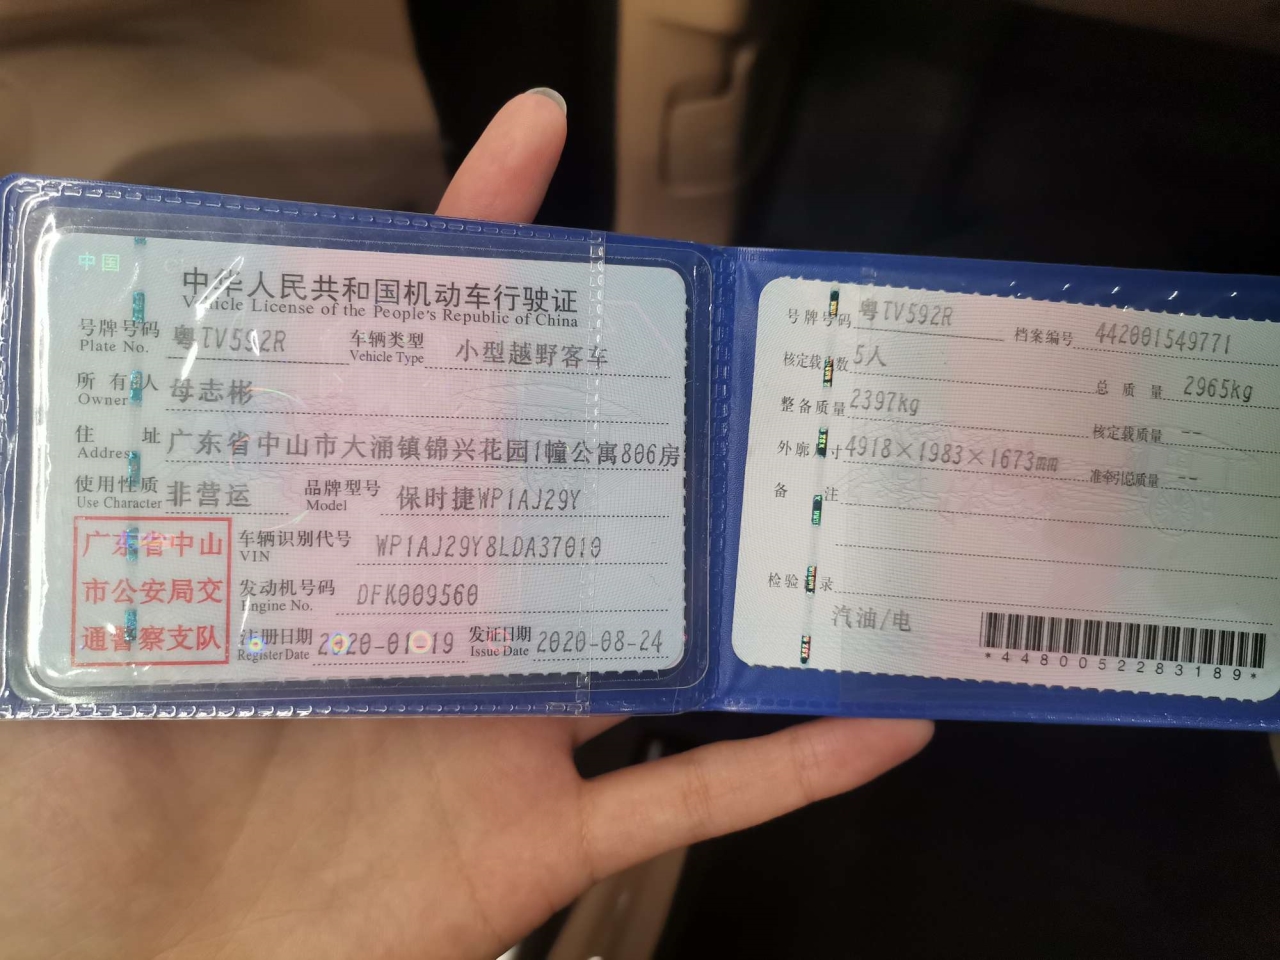 中国
中华人民共和国机动车行驶证
Vehicle License of the People's Republic of China
号牌号码 粤TV592R 车辆类型 小型越野客车
Plate No. Vehicle Type
所有人 母志彬
Owner
住址 广东省中山市大涌镇锦兴花园1幢公寓806房
Address
使用性质 非营运 品牌型号 保时捷WP1AJ29Y
Use Character Model
广东省中山
市公安局交
通警察支队
车辆识别代号 WP1AJ29Y8LDA37019
VIN
发动机号码 DFK009560
Engine No.
注册日期 2020-01-19 发证日期 2020-08-24
Register Date Issue Date
号牌号码 粤TV592R 档案编号 442001549771
核定载人数 5人 总质量 2965kg
整备质量 2397kg 核定载质量 --
外廓尺寸 4918×1983×1673mm 准牵引总质量 --
备注
检验记录
汽油/电
*4480052283189*